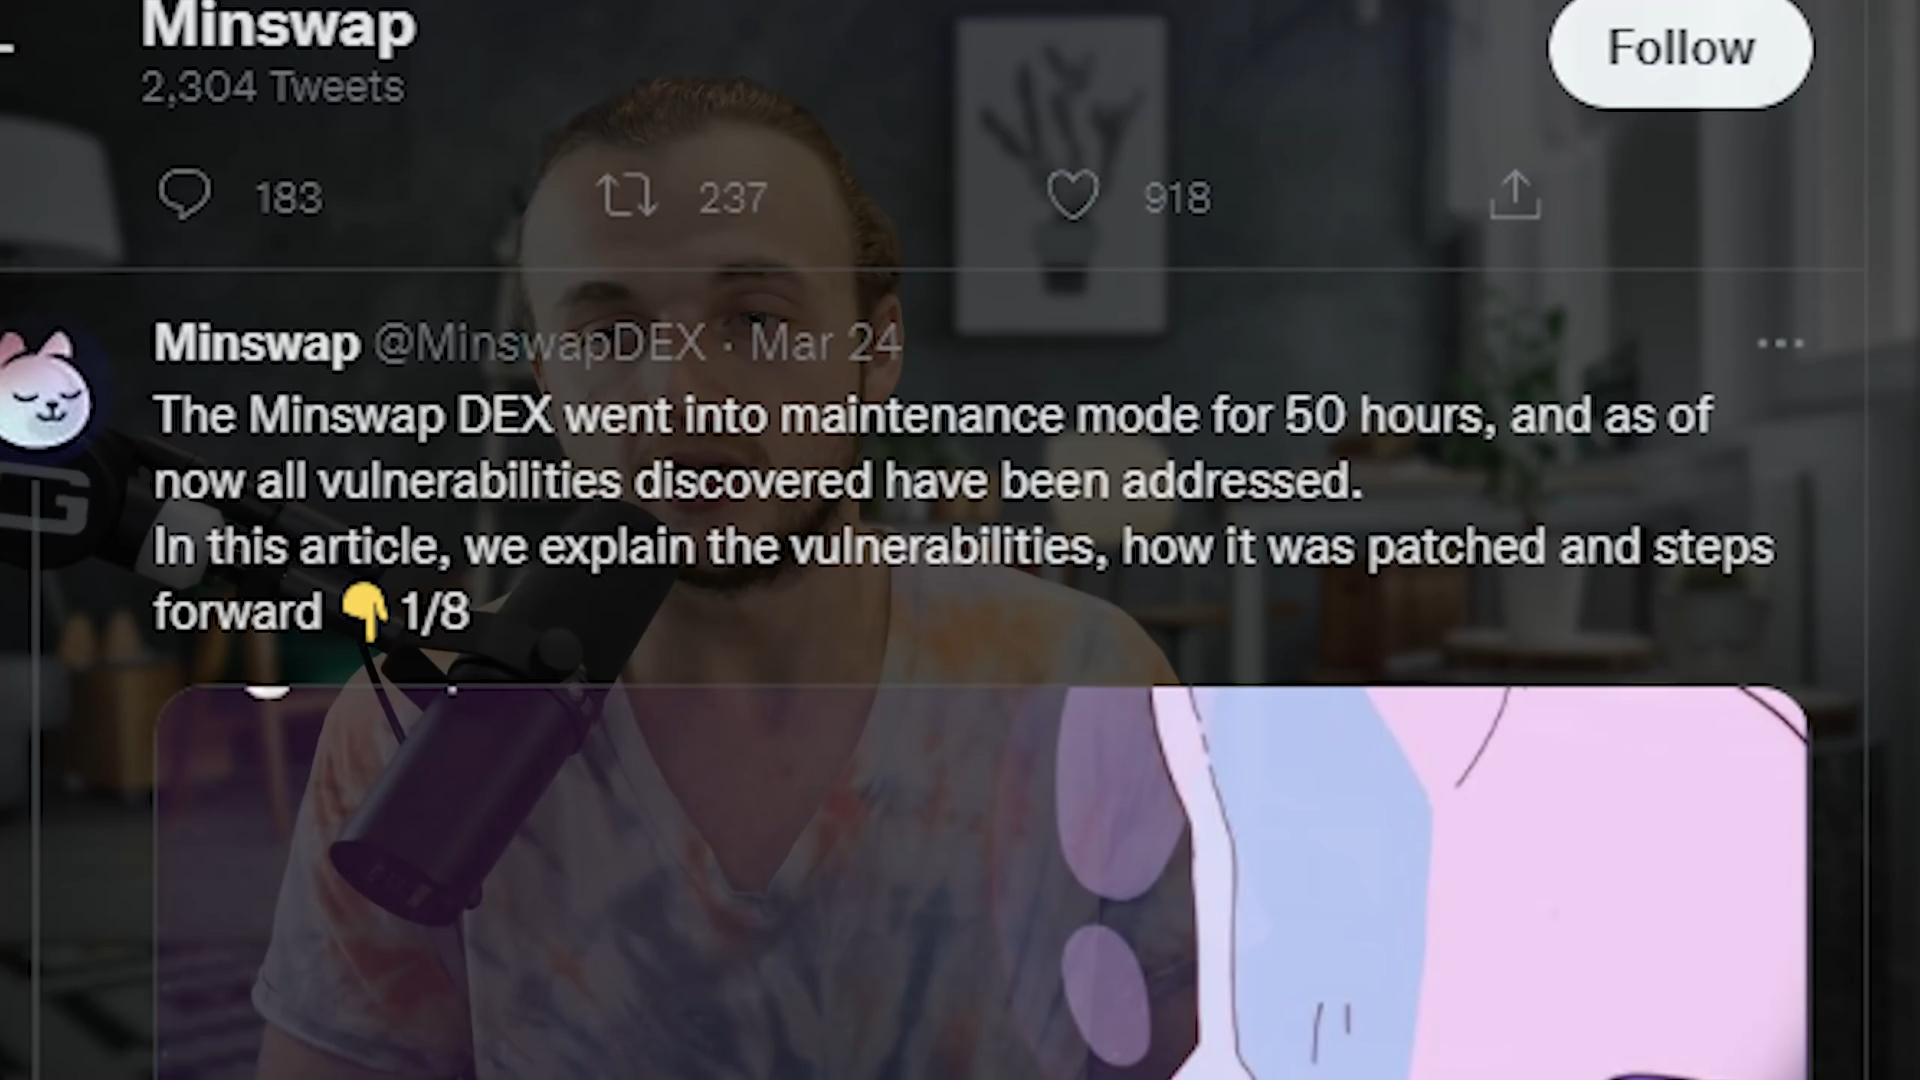 Minswap
2,304 Tweets
Follow
183 237 918
Minswap @MinswapDEX · Mar 24
The Minswap DEX went into maintenance mode for 50 hours, and as of
now all vulnerabilities discovered have been addressed.
In this article, we explain the vulnerabilities, how it was patched and steps
forward 👇 1/8